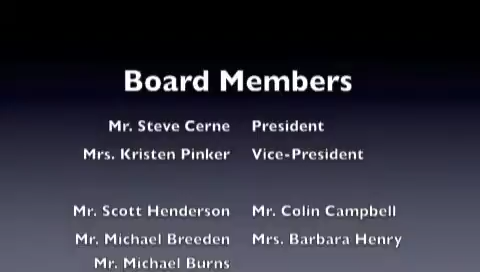 Board Members
Mr. Steve Cerne President
Mrs. Kristen Pinker Vice-President
Mr. Scott Henderson Mr. Colin Campbell
Mr. Michael Breeden Mrs. Barbara Henry
Mr. Michael Burns